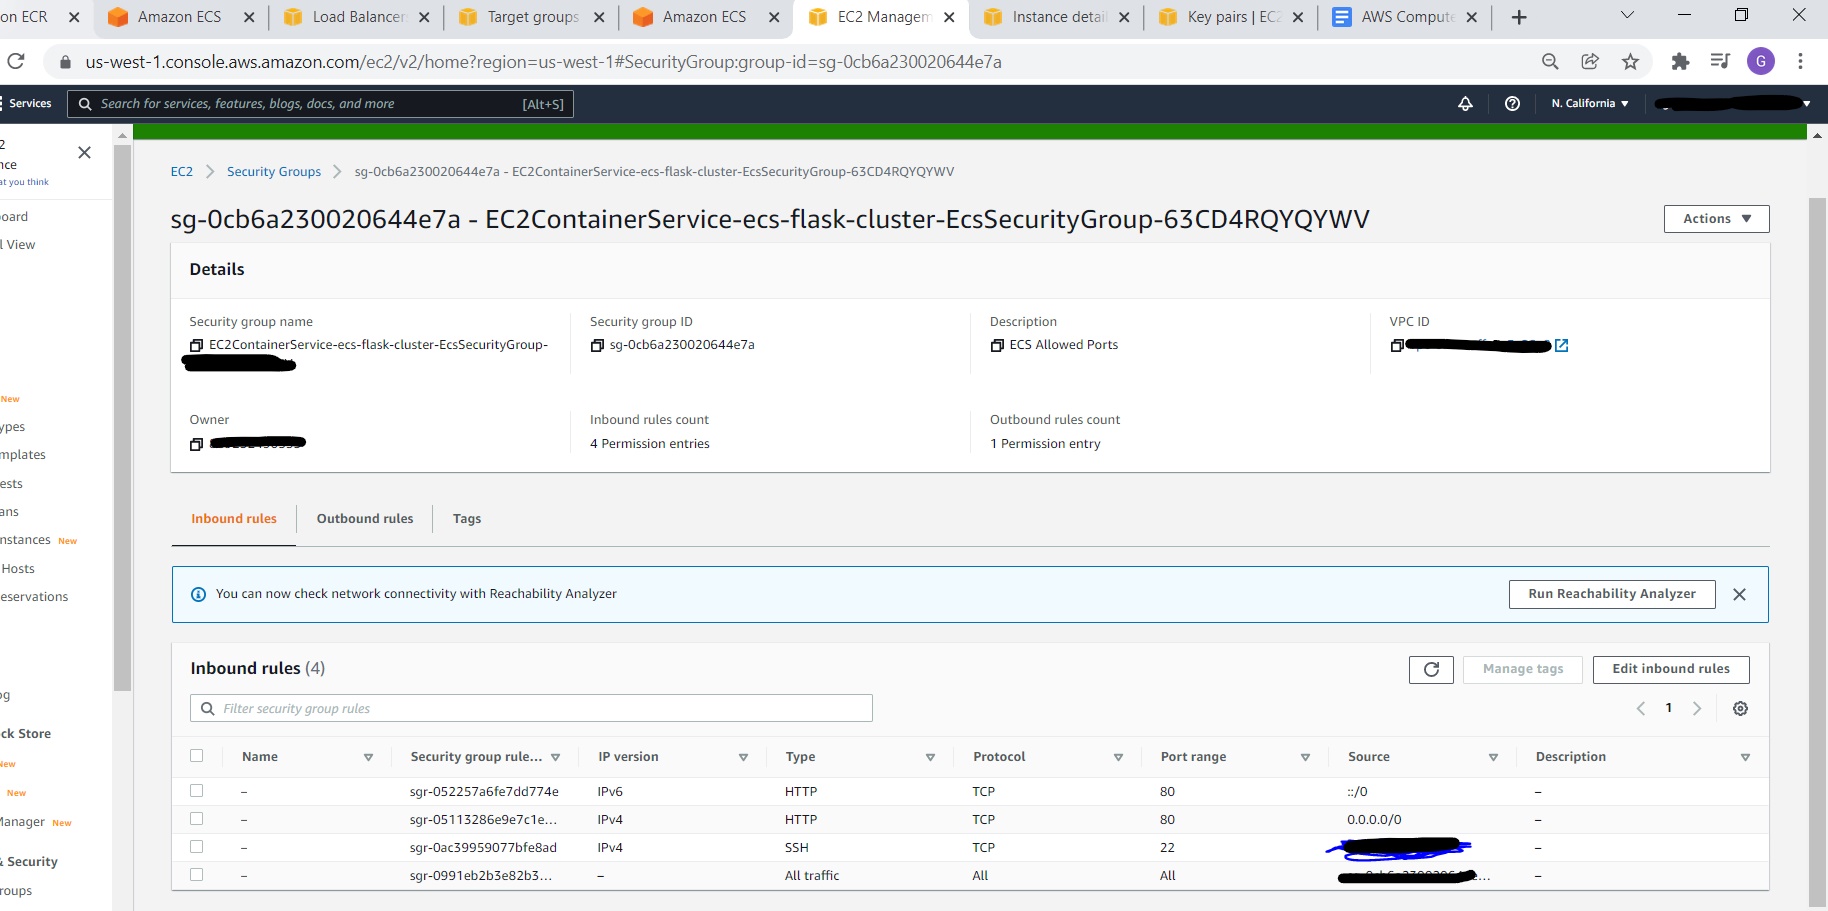 on ECR
Amazon ECS
Load Balancer
Target groups
Amazon ECS
EC2 Managem
Instance detail
Key pairs | EC2
AWS Compute
us-west-1.console.aws.amazon.com/ec2/v2/home?region=us-west-1#SecurityGroup:group-id=sg-0cb6a230020644e7a
G
Services
Search for services, features, blogs, docs, and more
[Alt+S]
N. California
2
nce
at you think
oard
l View
New
ypes
mplates
ests
ans
nstances New
Hosts
eservations
og
ck Store
New
New
Manager New
& Security
roups
EC2
Security Groups
sg-0cb6a230020644e7a - EC2ContainerService-ecs-flask-cluster-EcsSecurityGroup-63CD4RQYQYWV
sg-0cb6a230020644e7a - EC2ContainerService-ecs-flask-cluster-EcsSecurityGroup-63CD4RQYQYWV
Actions
Details
Security group name
EC2ContainerService-ecs-flask-cluster-EcsSecurityGroup-
Security group ID
sg-0cb6a230020644e7a
Description
ECS Allowed Ports
VPC ID
Owner
Inbound rules count
4 Permission entries
Outbound rules count
1 Permission entry
Inbound rules
Outbound rules
Tags
You can now check network connectivity with Reachability Analyzer
Run Reachability Analyzer
Inbound rules (4)
Manage tags
Edit inbound rules
Filter security group rules
1
Name Security group rule... IP version Type Protocol Port range Source Description
– sgr-052257a6fe7dd774e IPv6 HTTP TCP 80 ::/0 –
– sgr-05113286e9e7c1e... IPv4 HTTP TCP 80 0.0.0.0/0 –
– sgr-0ac39959077bfe8ad IPv4 SSH TCP 22 –
– sgr-0991eb2b3e82b3... – All traffic All All ... –